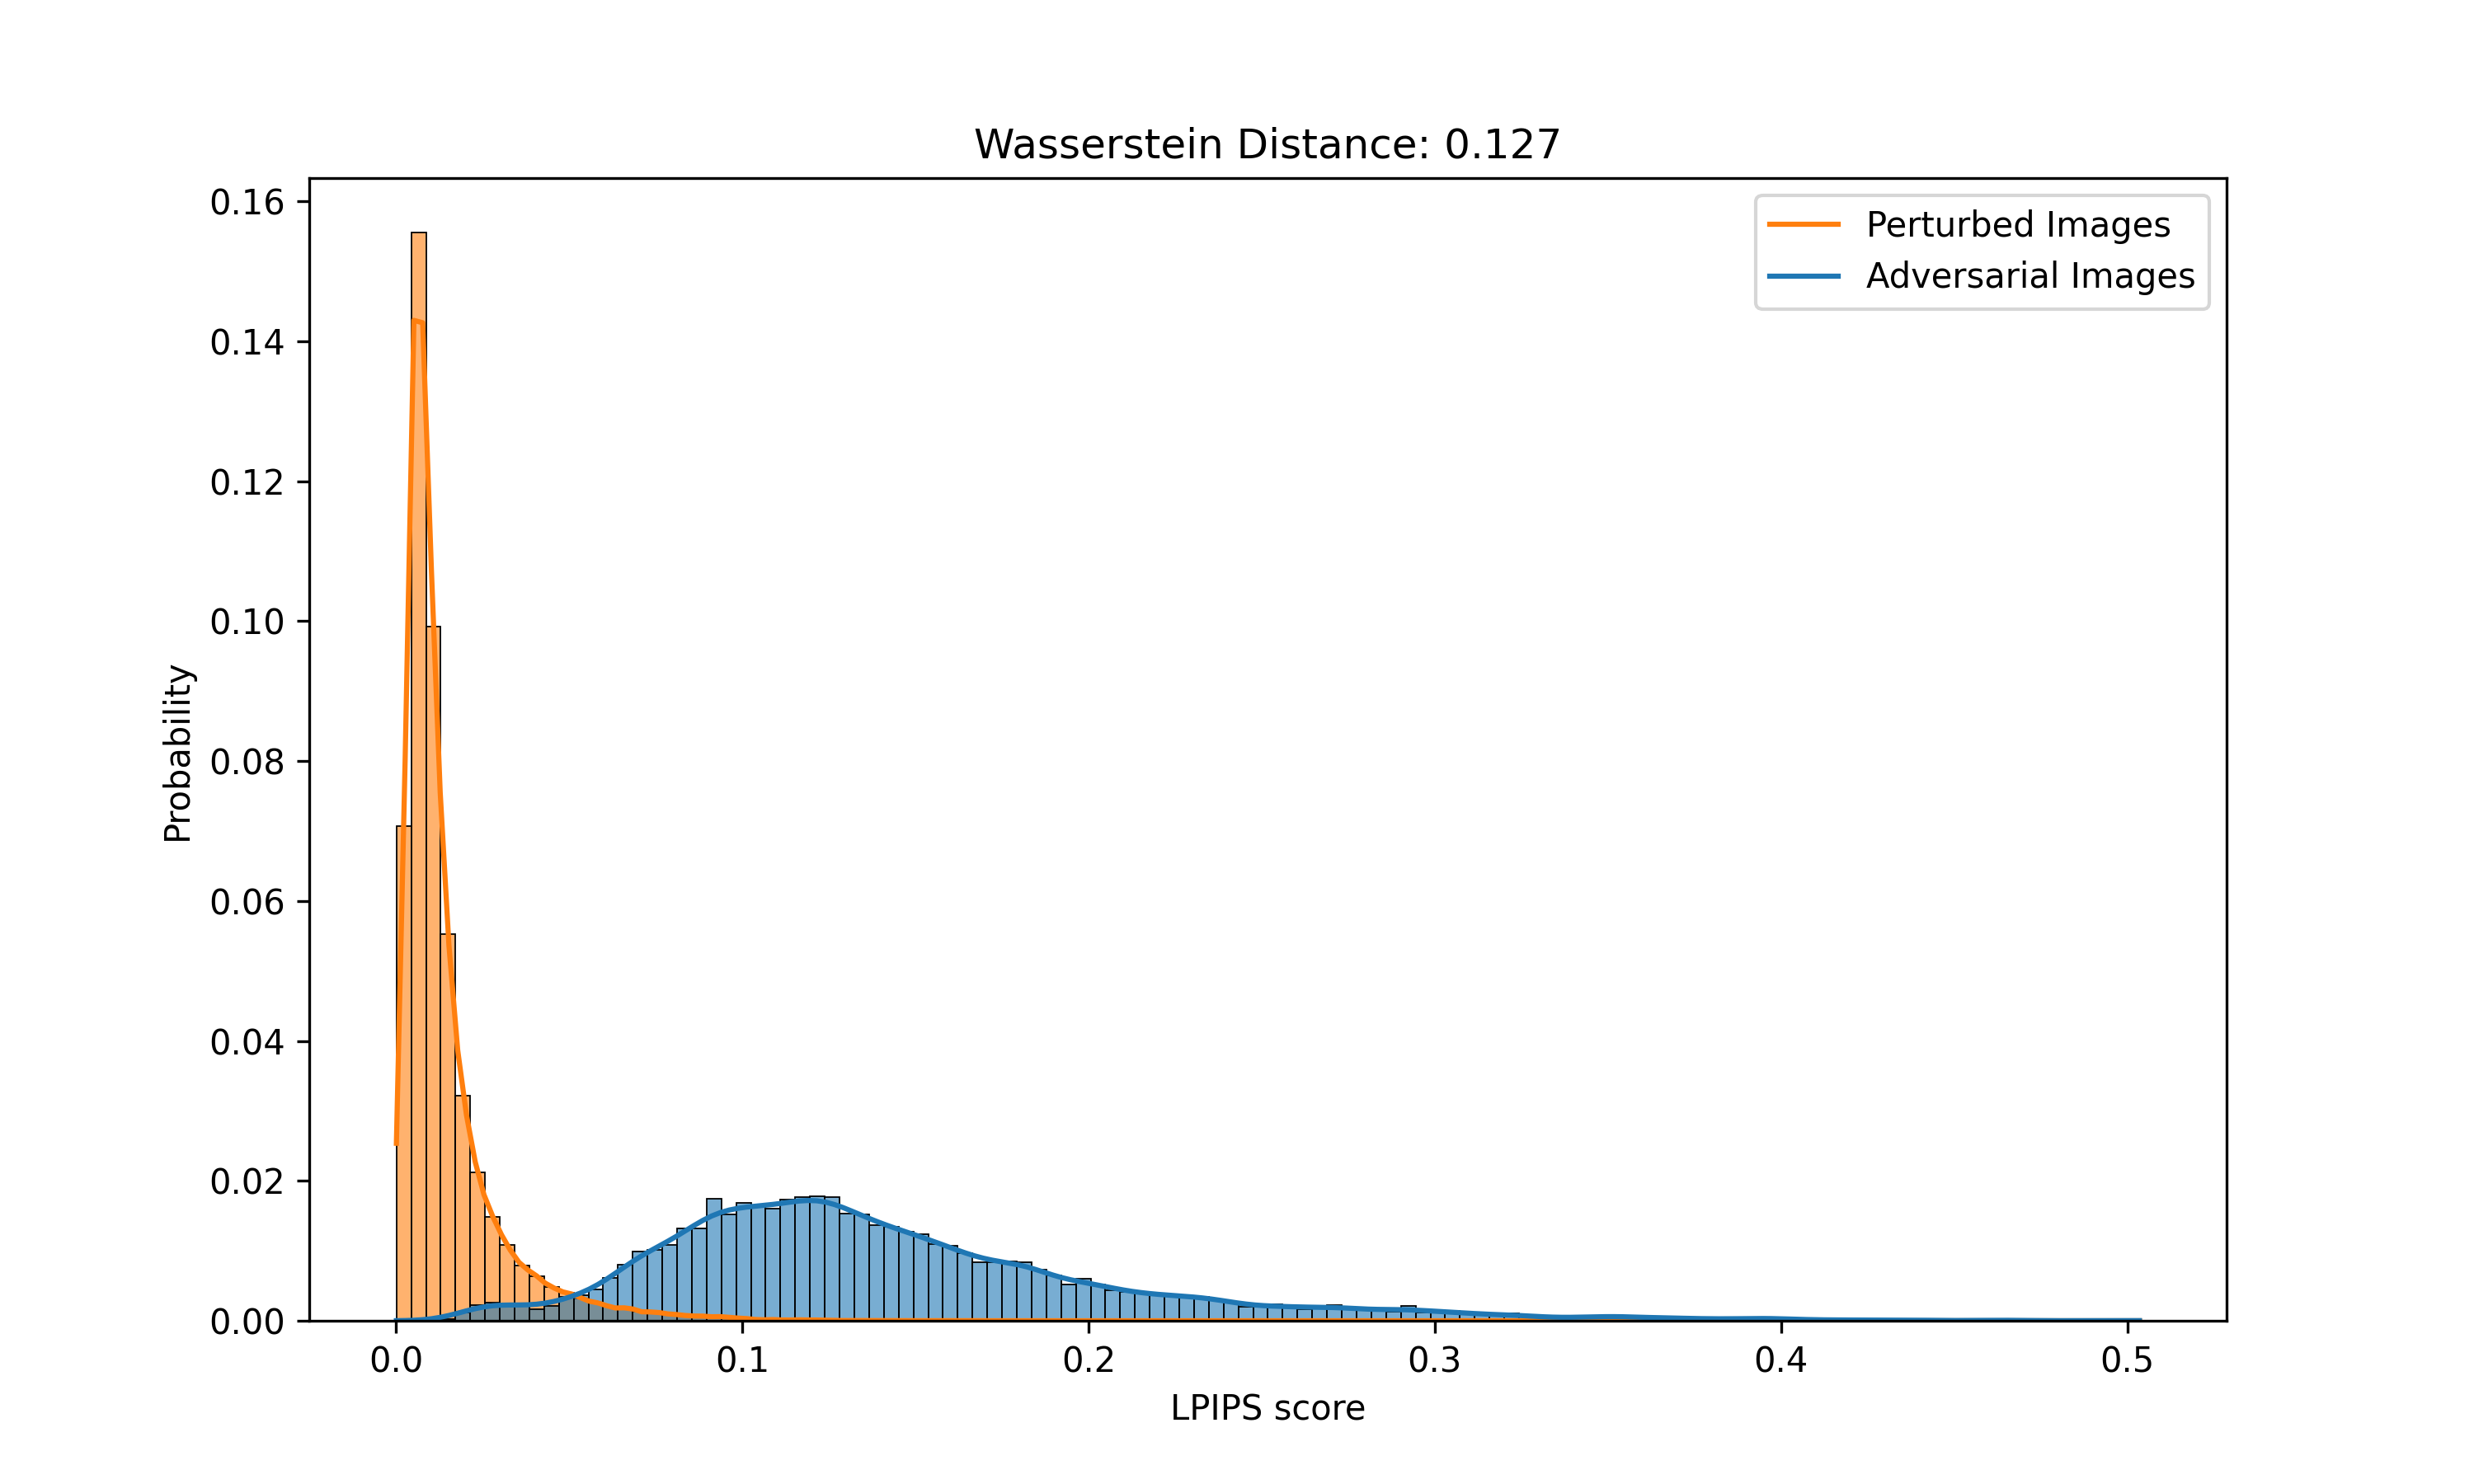 Wasserstein Distance: 0.127
Perturbed Images
Adversarial Images
0.16
0.14
0.12
0.10
0.08
0.06
0.04
0.02
0.00
Probability
0.0 0.1 0.2 0.3 0.4 0.5
LPIPS score